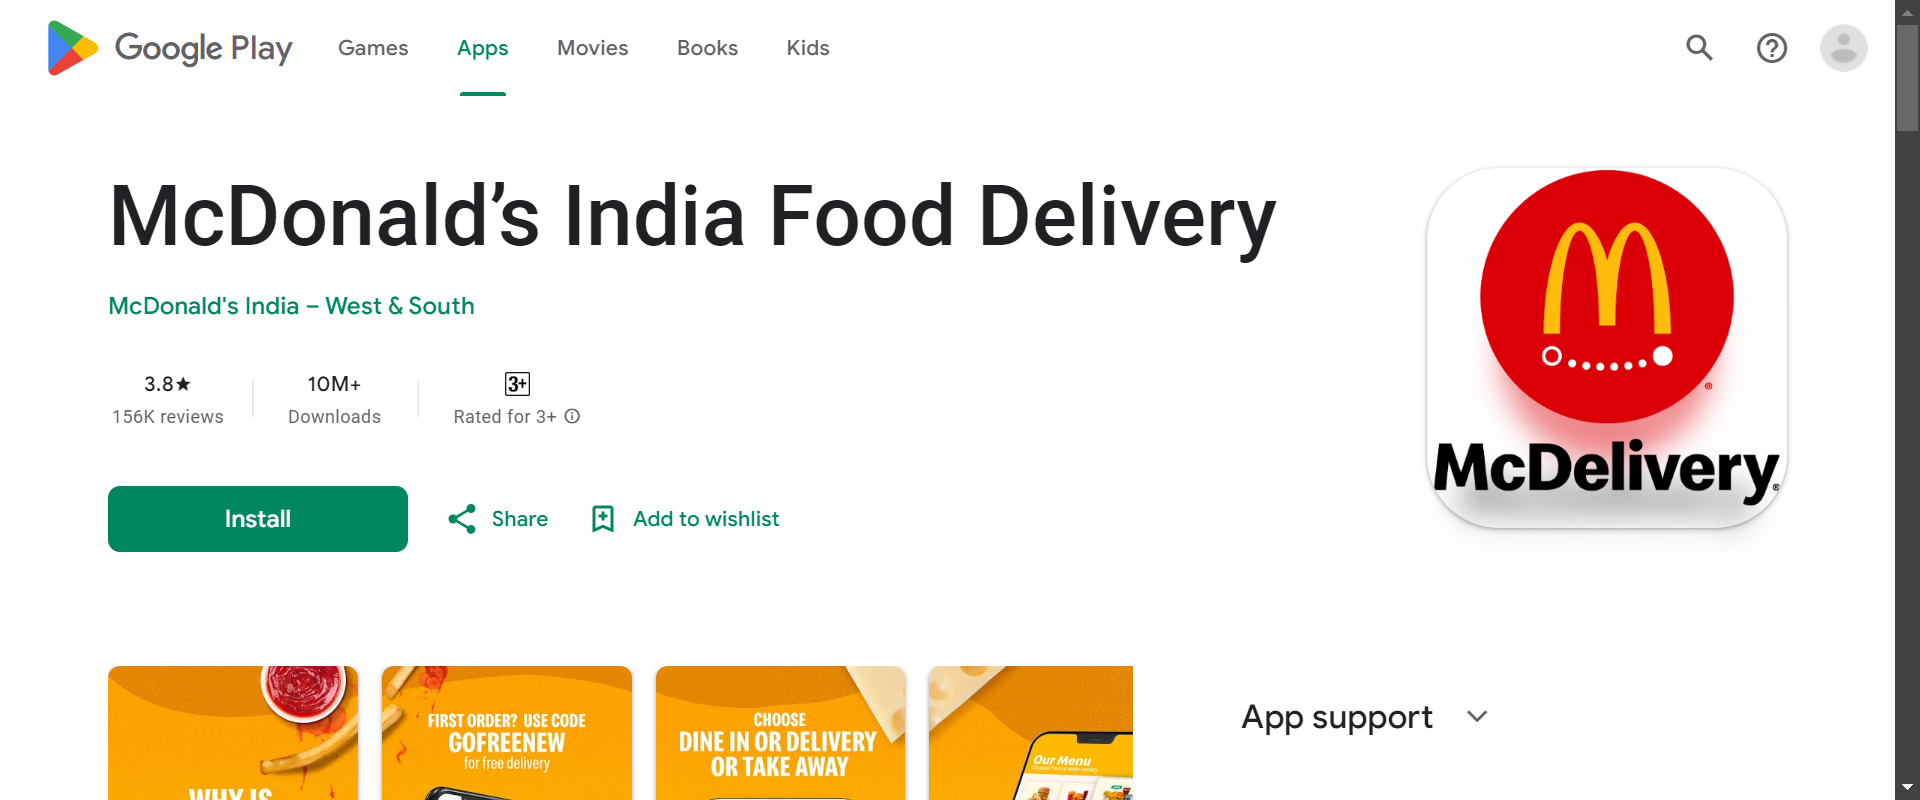 Google Play
Games
Apps
Movies
Books
Kids
McDonald’s India Food Delivery
McDonald's India – West & South
3.8★
156K reviews
10M+
Downloads
3+
Rated for 3+
Install
Share
Add to wishlist
McDelivery®
WHY IS
FIRST ORDER? USE CODE
GOFREENEW
for free delivery
CHOOSE
DINE IN OR DELIVERY
OR TAKE AWAY
Our Menu
App support